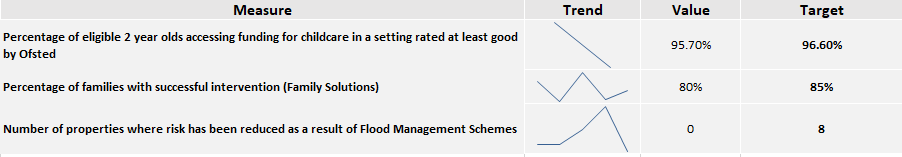 Measure Trend Value Target
Percentage of eligible 2 year olds accessing funding for childcare in a setting rated at least good
by Ofsted 95.70% 96.60%
Percentage of families with successful intervention (Family Solutions) 80% 85%
Number of properties where risk has been reduced as a result of Flood Management Schemes 0 8